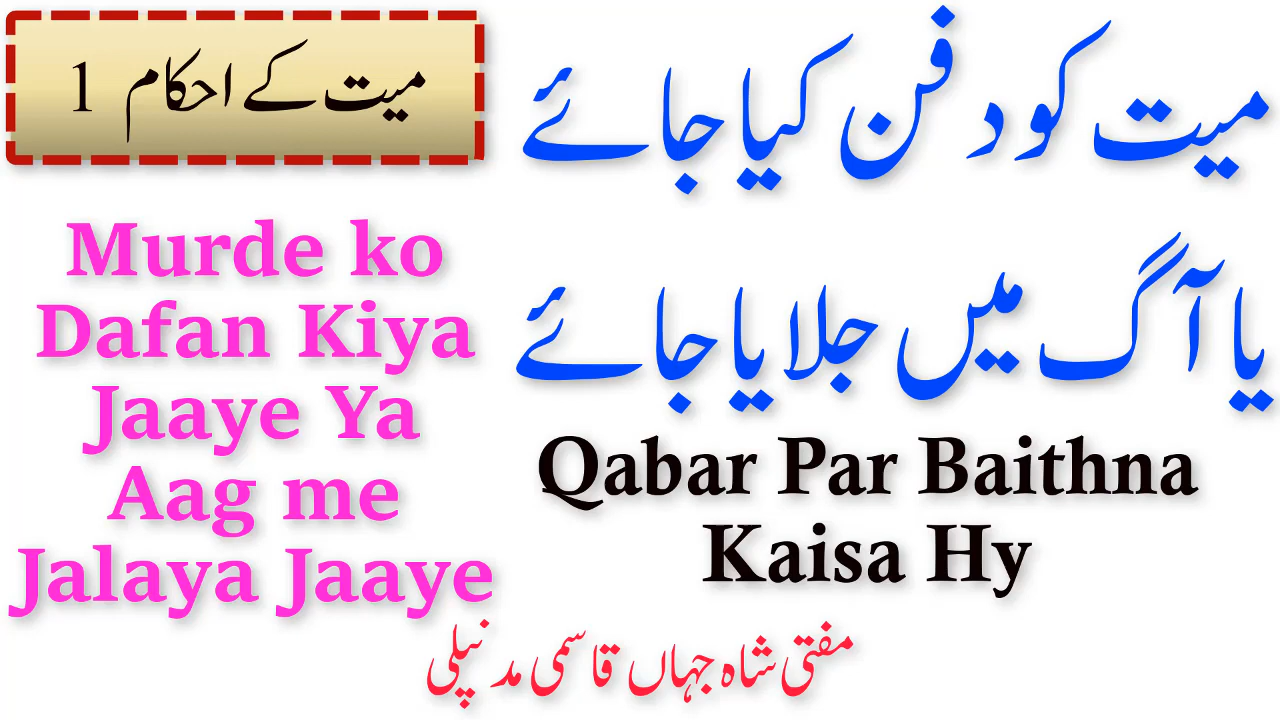 میت کے احکام 1
میت کو دفن کیا جائے
یا آگ میں جلایا جائے
Murde ko
Dafan Kiya
Jaaye Ya
Aag me
Jalaya Jaaye
Qabar Par Baithna
Kaisa Hy
مفتی شاہ جہاں قاسمی مدنپلی